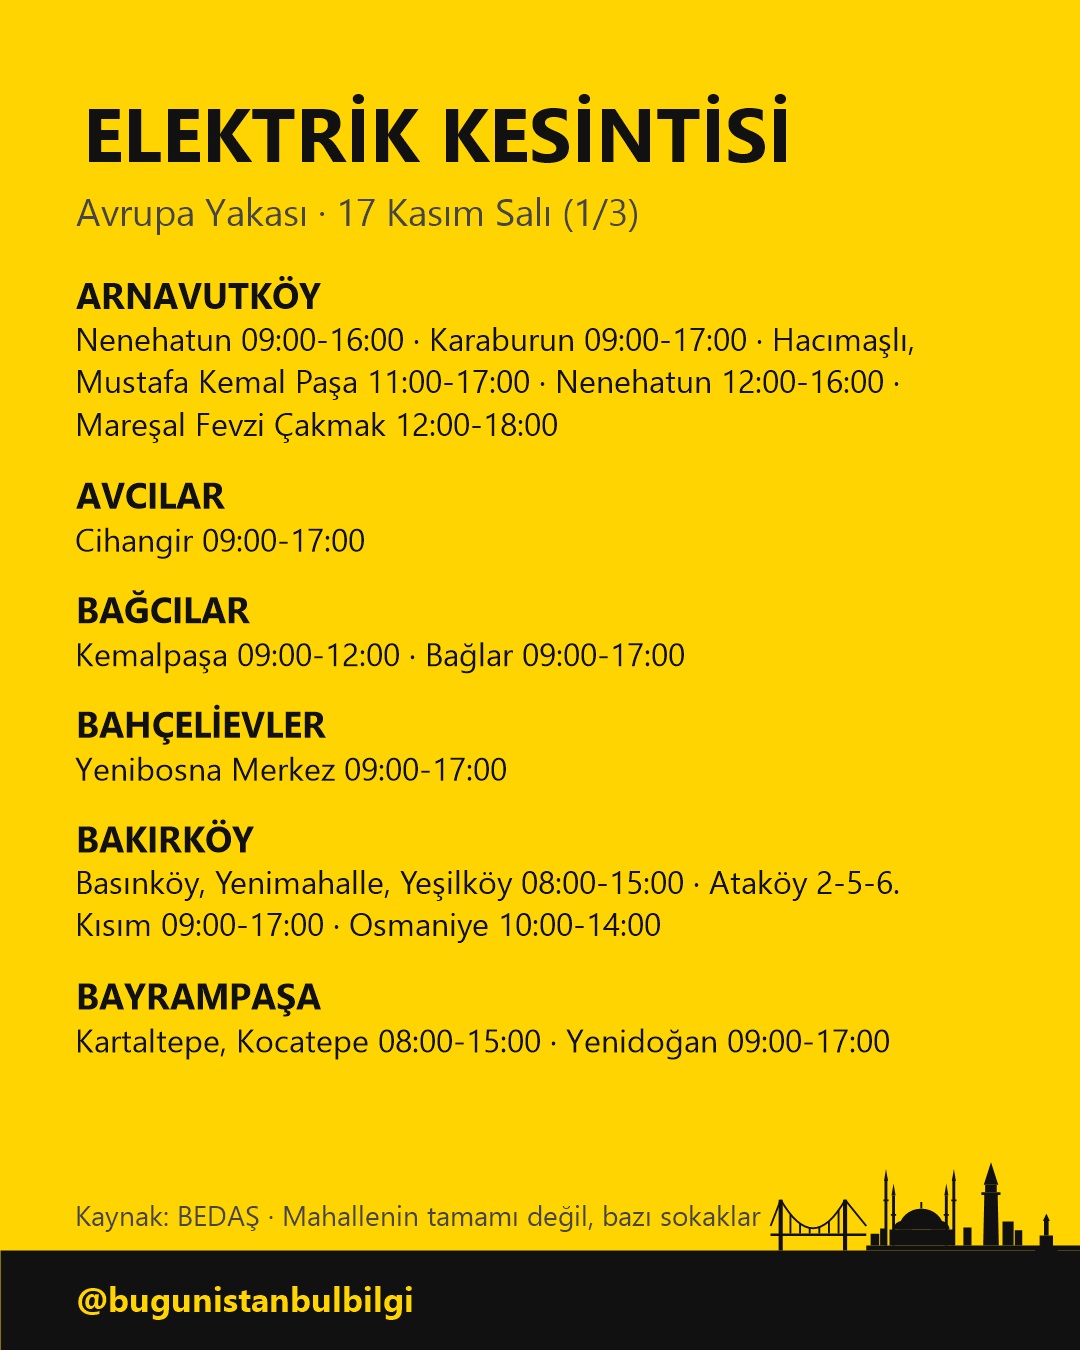 ELEKTRİK KESİNTİSİ
Avrupa Yakası · 17 Kasım Salı (1/3)
ARNAVUTKÖY
Nenehatun 09:00-16:00 · Karaburun 09:00-17:00 · Hacımaşlı,
Mustafa Kemal Paşa 11:00-17:00 · Nenehatun 12:00-16:00 ·
Mareşal Fevzi Çakmak 12:00-18:00
AVCILAR
Cihangir 09:00-17:00
BAĞCILAR
Kemalpaşa 09:00-12:00 · Bağlar 09:00-17:00
BAHÇELİEVLER
Yenibosna Merkez 09:00-17:00
BAKIRKÖY
Basınköy, Yenimahalle, Yeşilköy 08:00-15:00 · Ataköy 2-5-6.
Kısım 09:00-17:00 · Osmaniye 10:00-14:00
BAYRAMPAŞA
Kartaltepe, Kocatepe 08:00-15:00 · Yenidoğan 09:00-17:00
Kaynak: BEDAŞ · Mahallenin tamamı değil, bazı sokaklar
@bugunistanbulbilgi